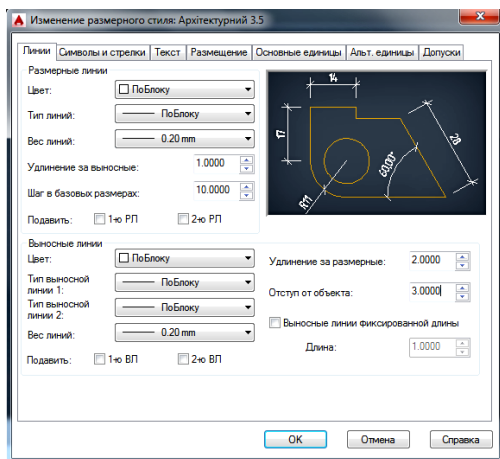 Изменение размерного стиля: Архітектурний 3.5
Линии Символы и стрелки Текст Размещение Основные единицы Альт. единицы Допуски
Размерные линии
Цвет: ПоБлоку
Тип линий: ПоБлоку
Вес линий: 0.20 mm
Удлинение за выносные: 1.0000
Шаг в базовых размерах: 10.0000
Подавить: 1-ю РЛ 2-ю РЛ
14
17
28
60,00°
R11
Выносные линии
Цвет: ПоБлоку
Тип выносной линии 1: ПоБлоку
Тип выносной линии 2: ПоБлоку
Вес линий: 0.20 mm
Подавить: 1-ю ВЛ 2-ю ВЛ
Удлинение за размерные: 2.0000
Отступ от объекта: 3.0000
Выносные линии фиксированной длины
Длина: 1.0000
OK Отмена Справка